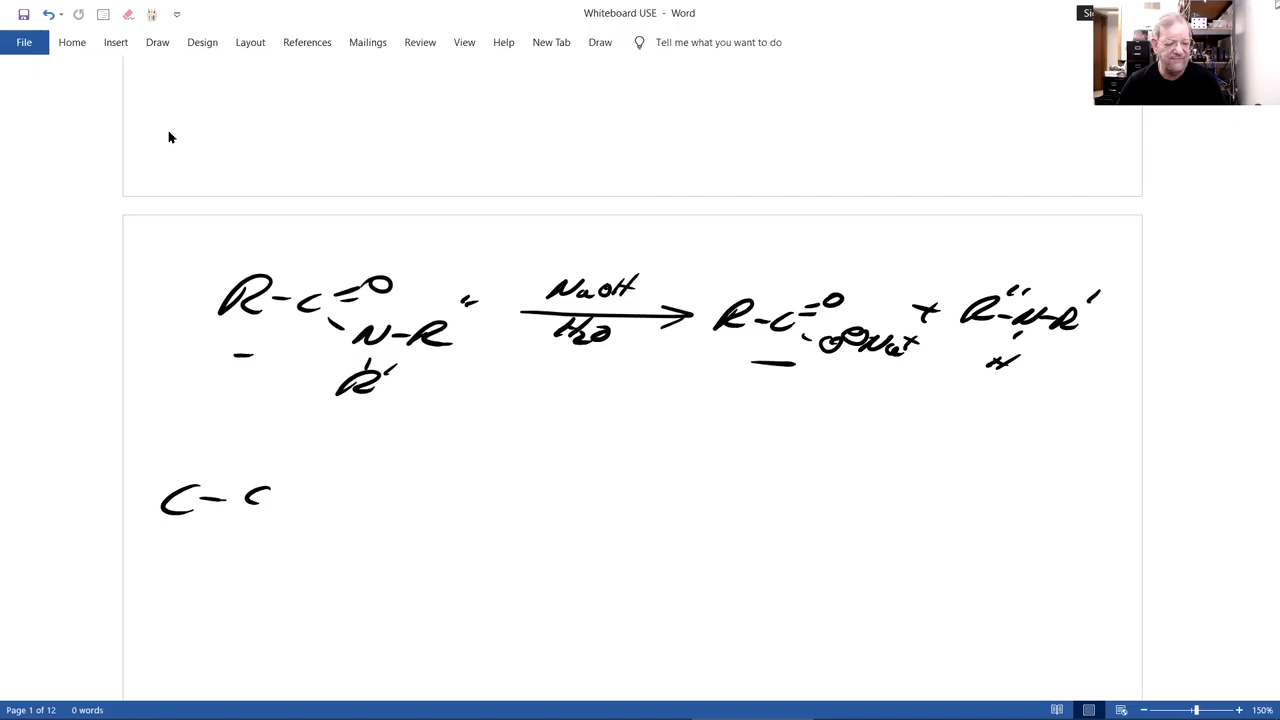 Whiteboard USE - Word
File Home Insert Draw Design Layout References Mailings Review View Help New Tab Draw Tell me what you want to do
R-C=O N-R" R' NaOH H2O R-C=O O⊖Na+ + R"-N-R' H
C-C
Page 1 of 12 0 words 150%